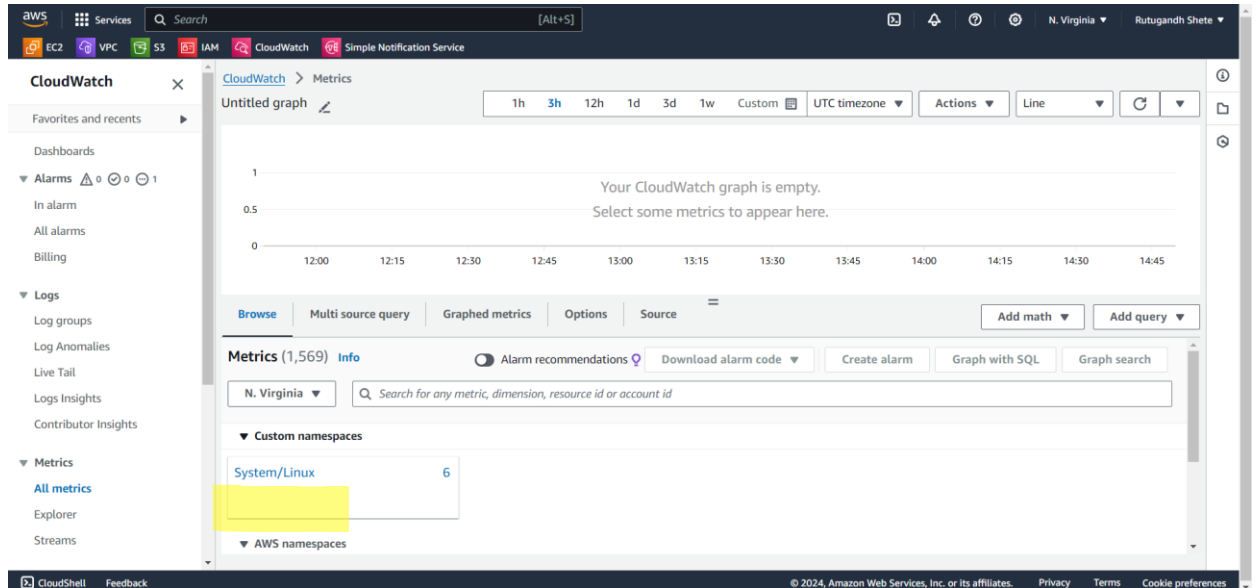 aws Services Search [Alt+S] N. Virginia ▼ Rutugandh Shete ▼
EC2 VPC S3 IAM CloudWatch Simple Notification Service
CloudWatch
Favorites and recents
Dashboards
Alarms 0 0 1
In alarm
All alarms
Billing
Logs
Log groups
Log Anomalies
Live Tail
Logs Insights
Contributor Insights
Metrics
All metrics
Explorer
Streams
CloudWatch > Metrics
Untitled graph 1h 3h 12h 1d 3d 1w Custom UTC timezone ▼ Actions ▼ Line ▼
1
Your CloudWatch graph is empty.
0.5
Select some metrics to appear here.
0
12:00 12:15 12:30 12:45 13:00 13:15 13:30 13:45 14:00 14:15 14:30 14:45
Browse Multi source query Graphed metrics Options Source Add math ▼ Add query ▼
Metrics (1,569) Info Alarm recommendations Download alarm code ▼ Create alarm Graph with SQL Graph search
N. Virginia ▼ Search for any metric, dimension, resource id or account id
▼ Custom namespaces
System/Linux 6
▼ AWS namespaces
CloudShell Feedback © 2024, Amazon Web Services, Inc. or its affiliates. Privacy Terms Cookie preferences